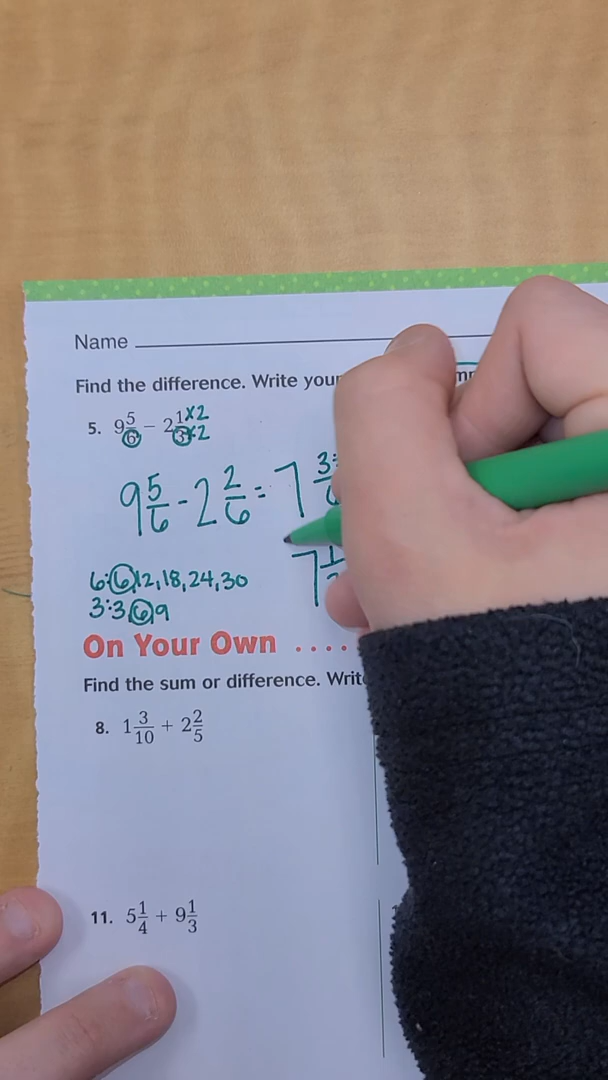 Name
Find the difference. Write your
5. 9 5/6 − 2 1/3 ×2 ×2
9 5/6 - 2 2/6 = 7 3
6:6,12,18,24,30
7 1
3:3,6,9
On Your Own ....
Find the sum or difference. Write
8. 1 3/10 + 2 2/5
11. 5 1/4 + 9 1/3